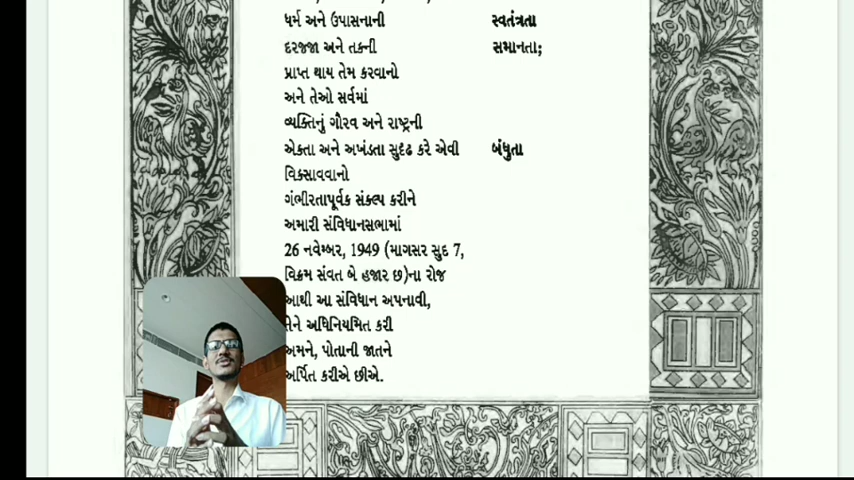 ધર્મ અને ઉપાસનાની સ્વતંત્રતા
દરજ્જા અને તકની સમાનતા;
પ્રાપ્ત થાય તેમ કરવાનો
અને તેઓ સર્વમાં
વ્યક્તિનું ગૌરવ અને રાષ્ટ્રની
એકતા અને અખંડતા સુદૃઢ કરે એવી બંધુતા
વિકસાવવાનો
ગંભીરતાપૂર્વક સંકલ્પ કરીને
અમારી સંવિધાનસભામાં
26 નવેમ્બર, 1949 (માગસર સુદ 7,
વિક્રમ સંવત બે હજાર છ)ના રોજ
આથી આ સંવિધાન અપનાવી,
તેને અધિનિયમિત કરી
અમને, પોતાની જાતને
અર્પિત કરીએ છીએ.